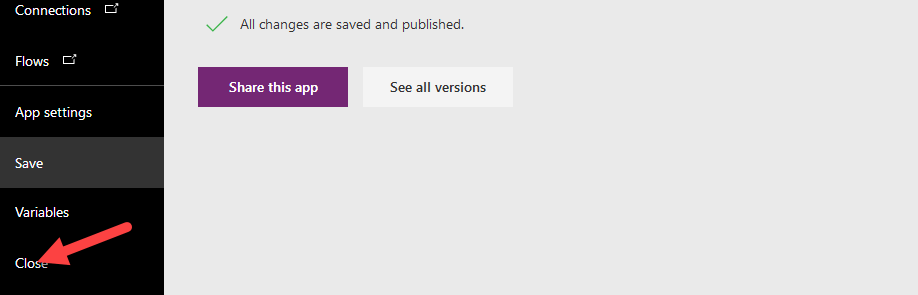 Connections
Flows
App settings
Save
Variables
Close
All changes are saved and published.
Share this app
See all versions